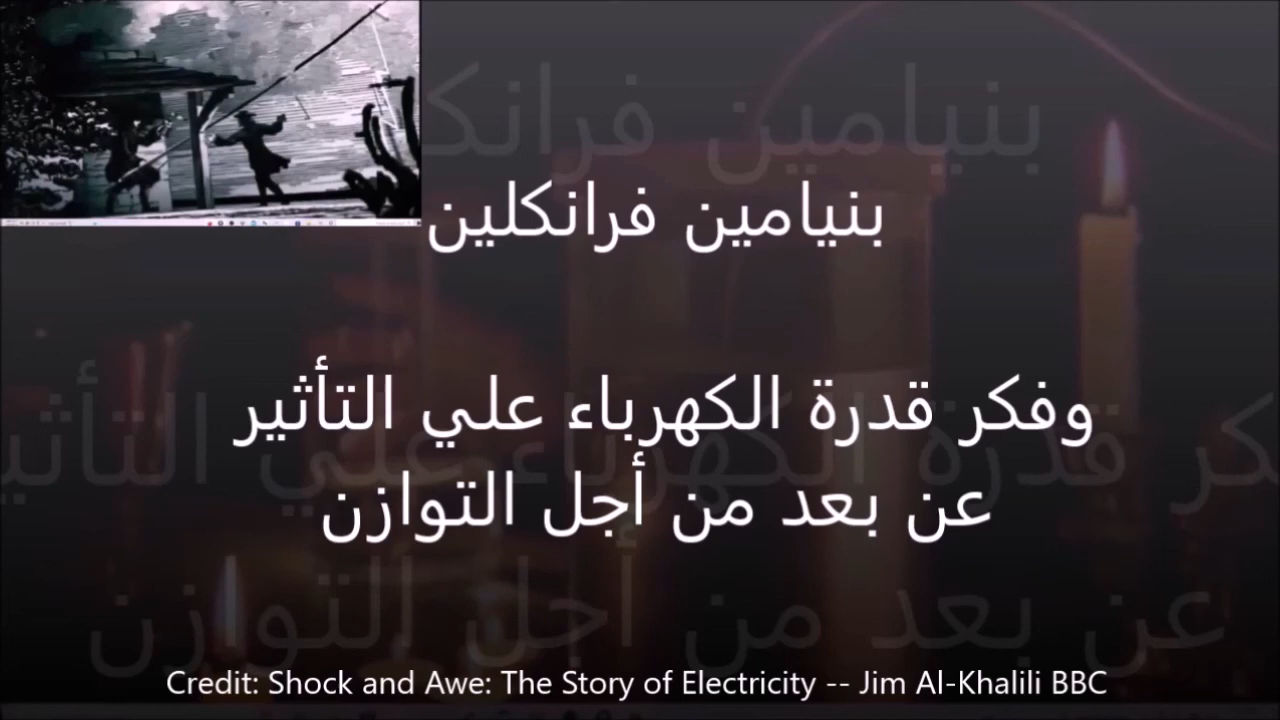 بنيامين فرانكلين
وفكر قدرة الكهرباء علي التأثير
عن بعد من أجل التوازن
Credit: Shock and Awe: The Story of Electricity -- Jim Al-Khalili BBC